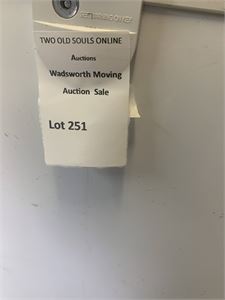 TWO OLD SOULS ONLINE
Auctions
Wadsworth Moving
Auction Sale
Lot 251